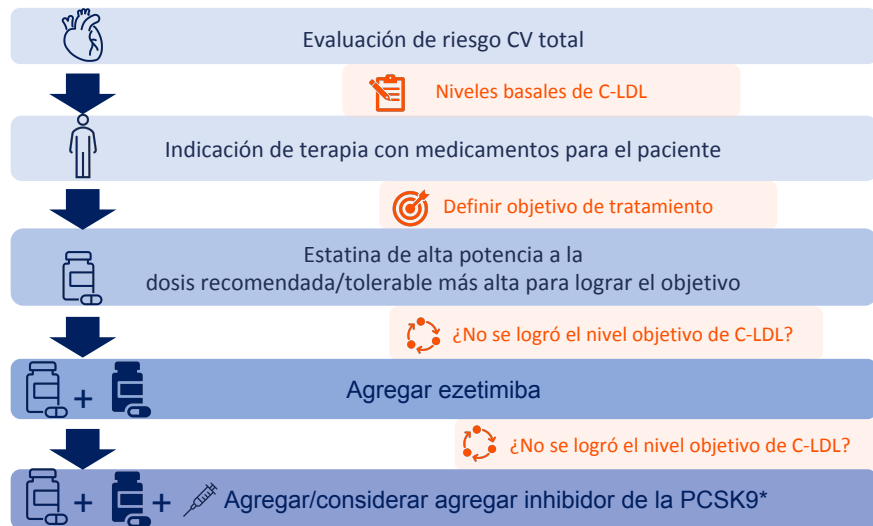 Evaluación de riesgo CV total
Niveles basales de C-LDL
Indicación de terapia con medicamentos para el paciente
Definir objetivo de tratamiento
Estatina de alta potencia a la
dosis recomendada/tolerable más alta para lograr el objetivo
¿No se logró el nivel objetivo de C-LDL?
+ Agregar ezetimiba
¿No se logró el nivel objetivo de C-LDL?
+ + Agregar/considerar agregar inhibidor de la PCSK9*